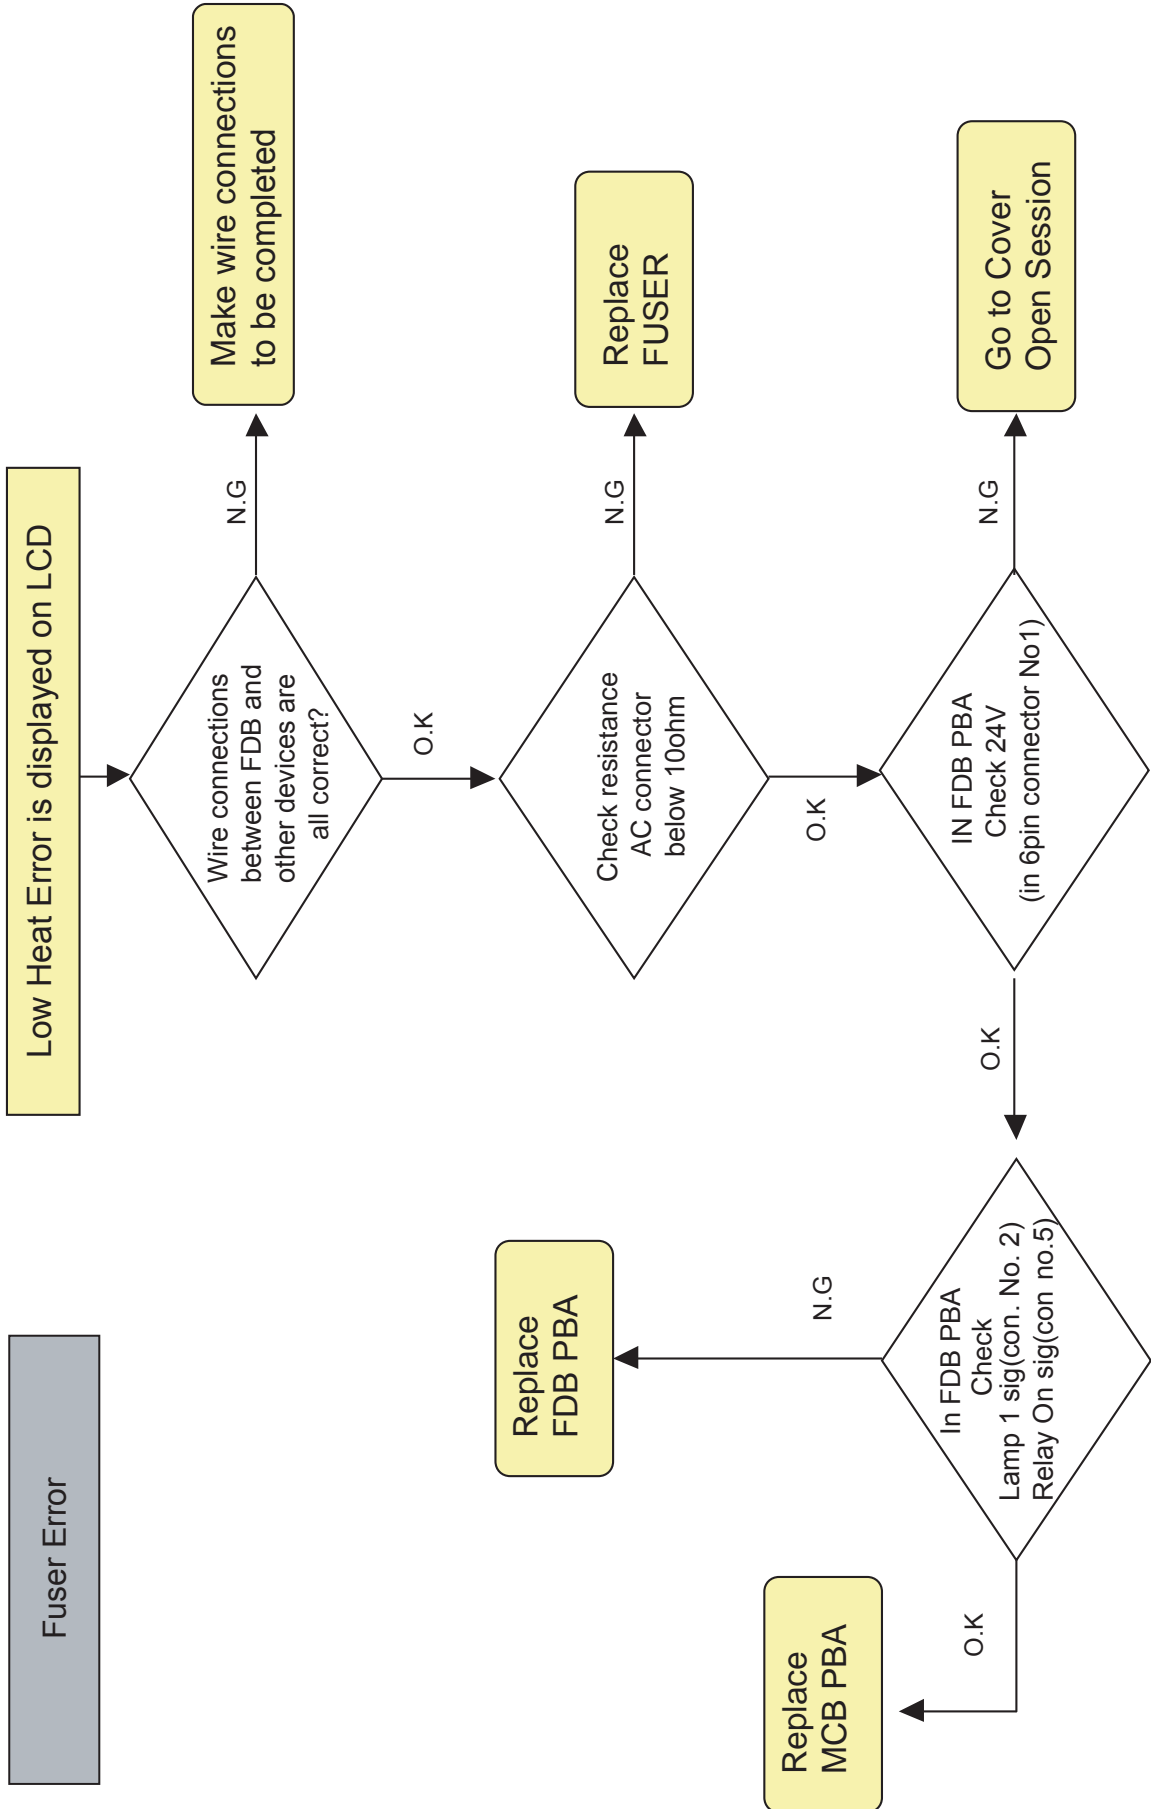 Fuser Error
Low Heat Error is displayed on LCD
Wire connections
between FDB and
other devices are
all correct?
N.G
Make wire connections
to be completed
O.K
Check resistance
AC connector
below 10ohm
N.G
Replace
FUSER
O.K
IN FDB PBA
Check 24V
(in 6pin connector No1)
N.G
Go to Cover
Open Session
O.K
In FDB PBA
Check
Lamp 1 sig(con. No. 2)
Relay On sig(con no.5)
N.G
Replace
FDB PBA
O.K
Replace
MCB PBA